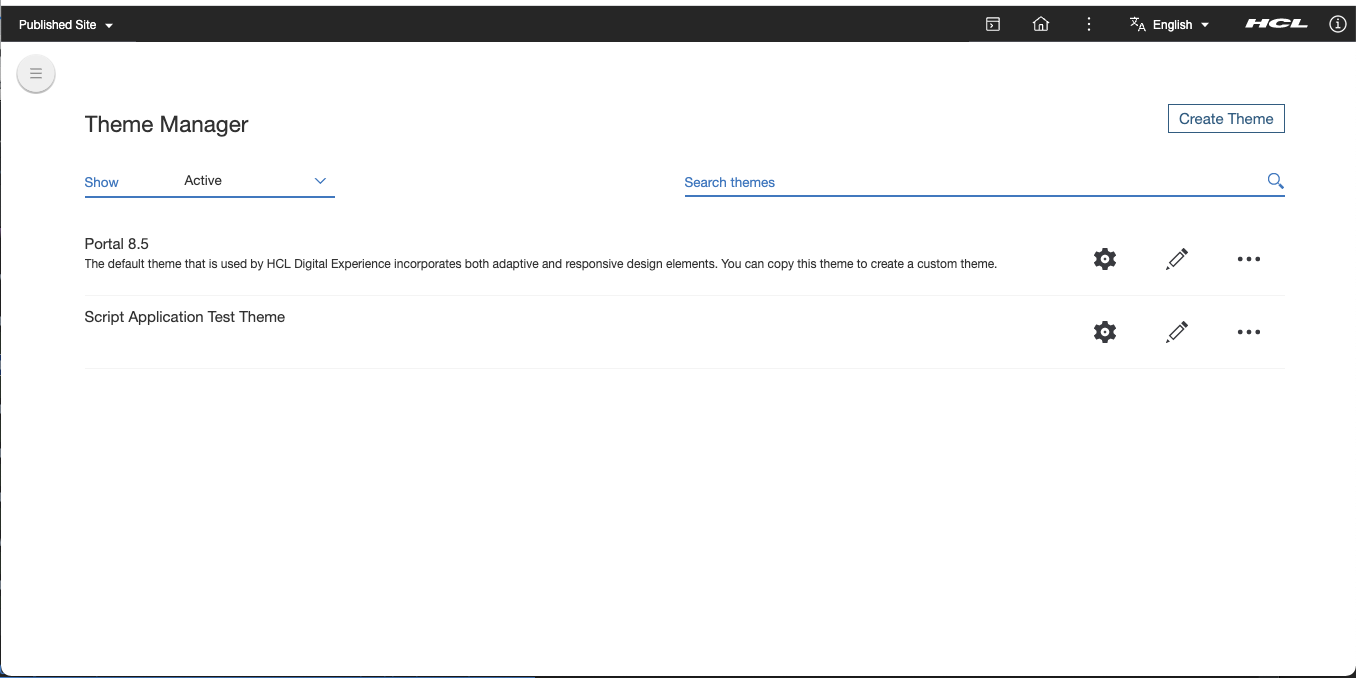 Published Site
English
HCL
Theme Manager
Create Theme
Show
Active
Search themes
Portal 8.5
The default theme that is used by HCL Digital Experience incorporates both adaptive and responsive design elements. You can copy this theme to create a custom theme.
Script Application Test Theme